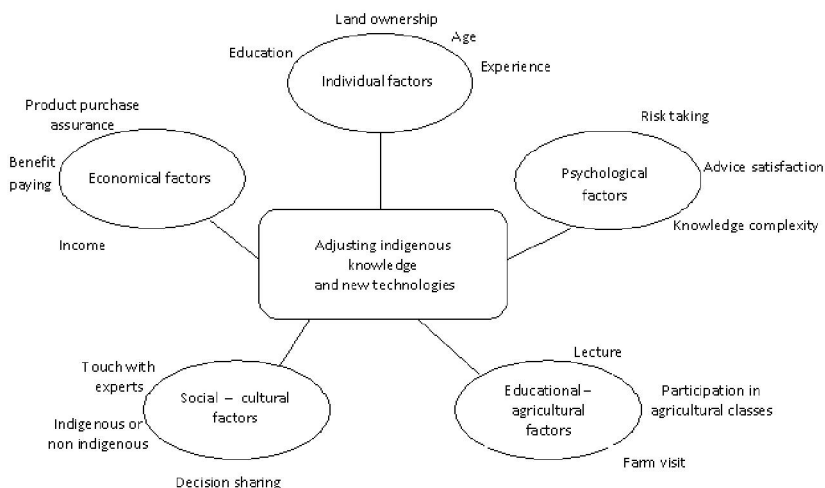 Land ownership
Age
Education
Experience
Individual factors
Product purchase
assurance
Benefit
paying
Economical factors
Income
Risk taking
Advice satisfaction
Psychological
factors
Knowledge complexity
Adjusting indigenous
knowledge
and new technologies
Touch with
experts
Social – cultural
factors
Indigenous or
non indigenous
Decision sharing
Lecture
Educational–
agricultural
factors
Participation in
agricultural classes
Farm visit